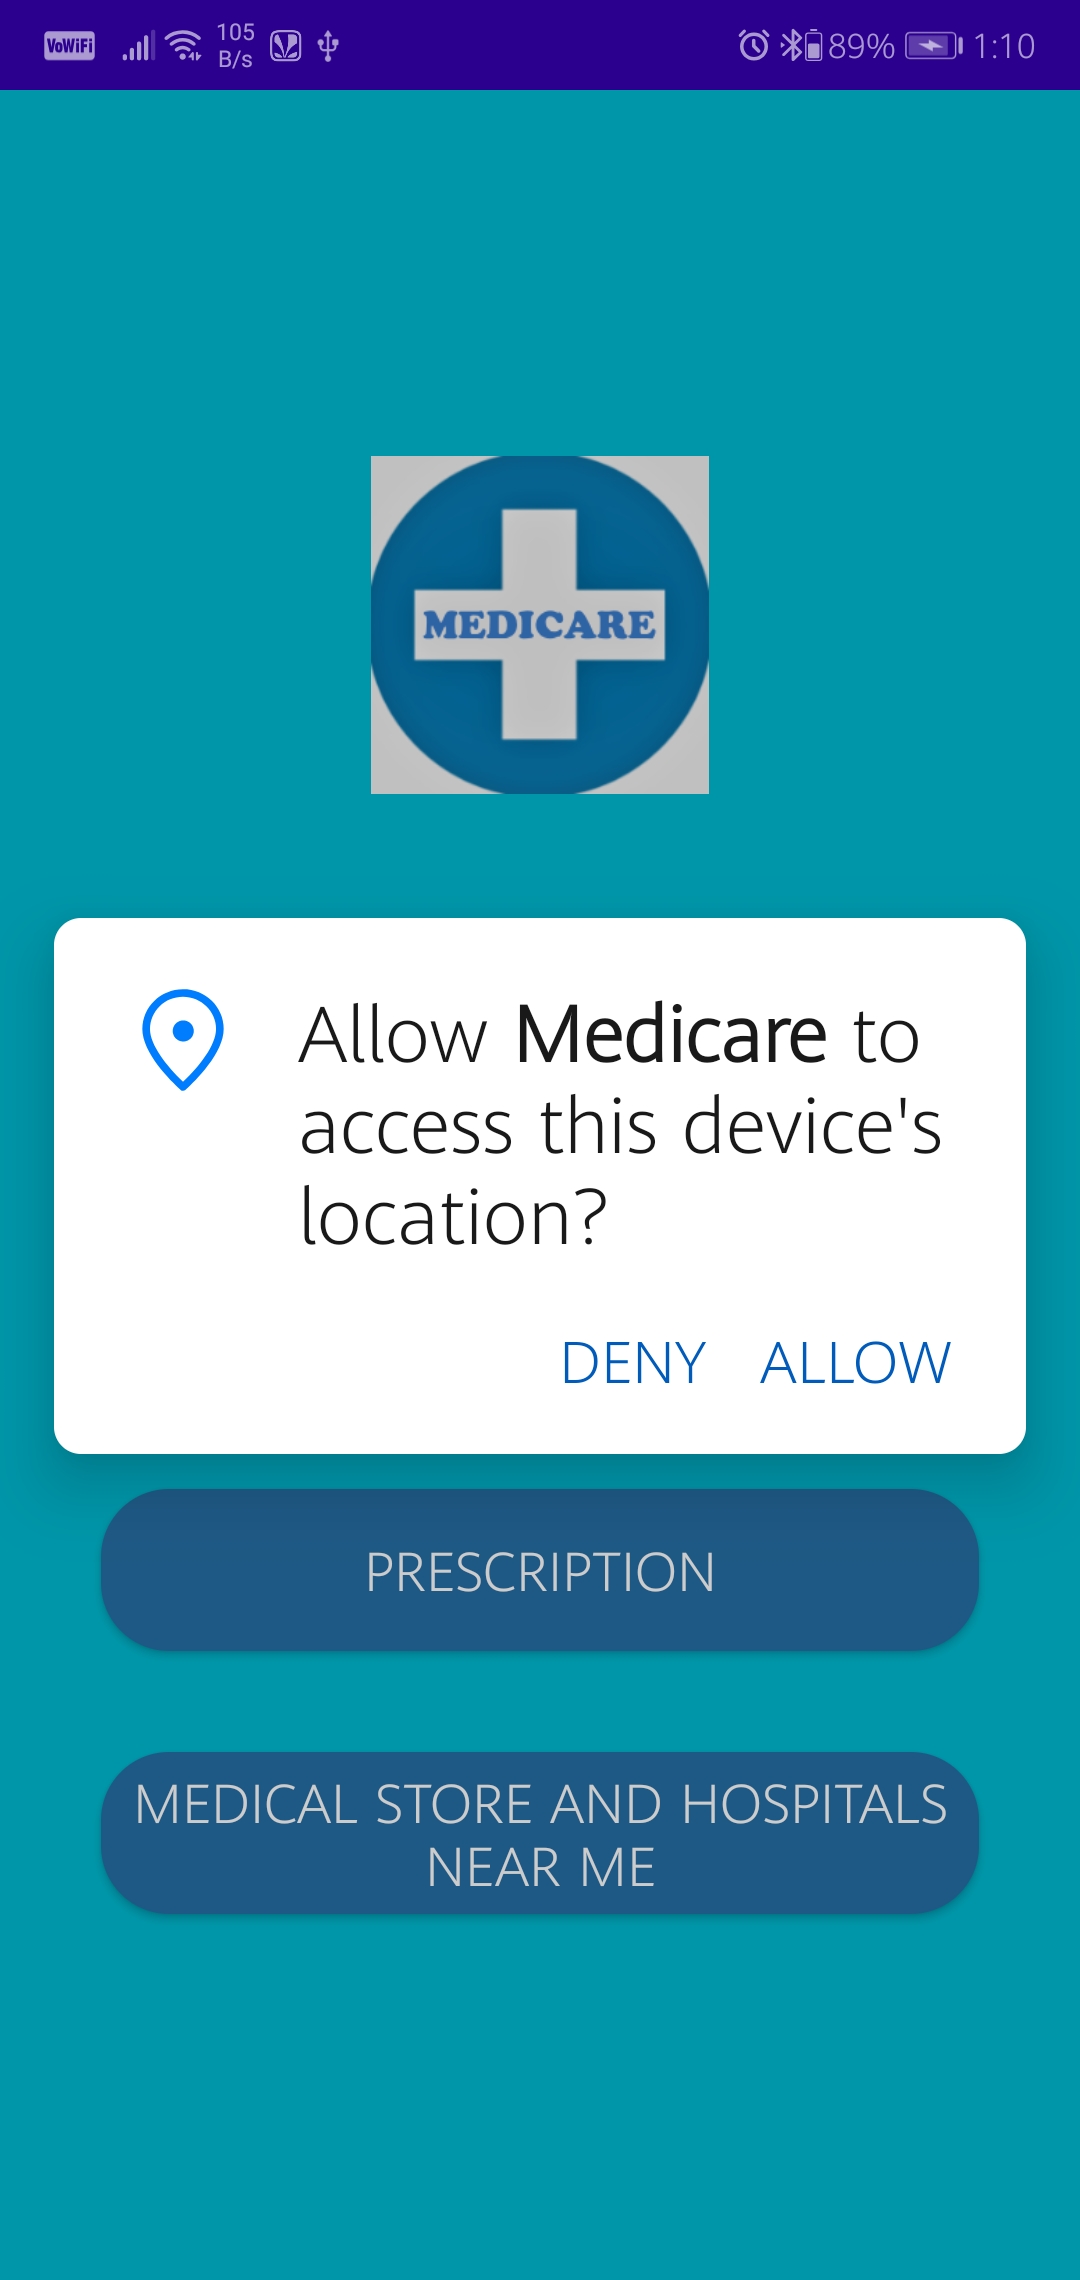 VoWiFi 105 B/s 89% 1:10
MEDICARE
Allow Medicare to
access this device's
location?
DENY ALLOW
PRESCRIPTION
MEDICAL STORE AND HOSPITALS
NEAR ME